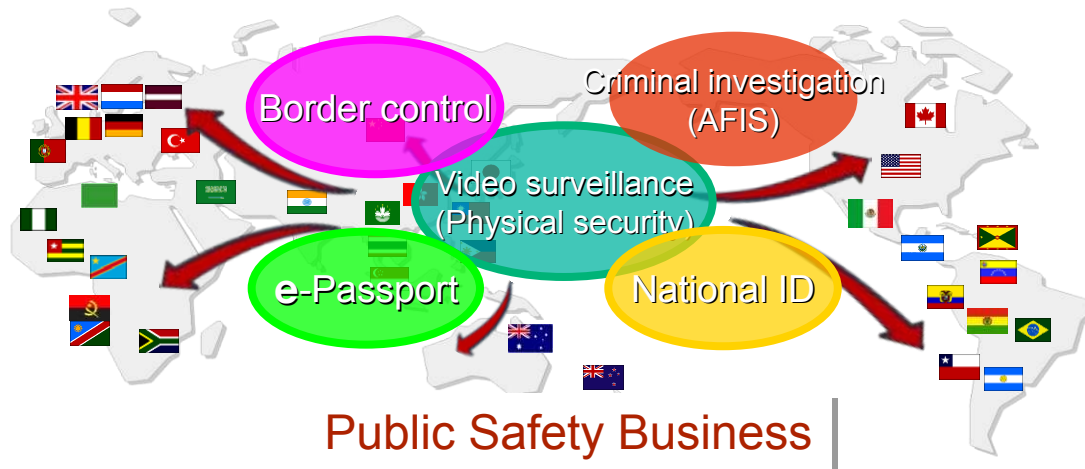 Border control
Criminal investigation
(AFIS)
Video surveillance
(Physical security)
e-Passport
National ID
Public Safety Business